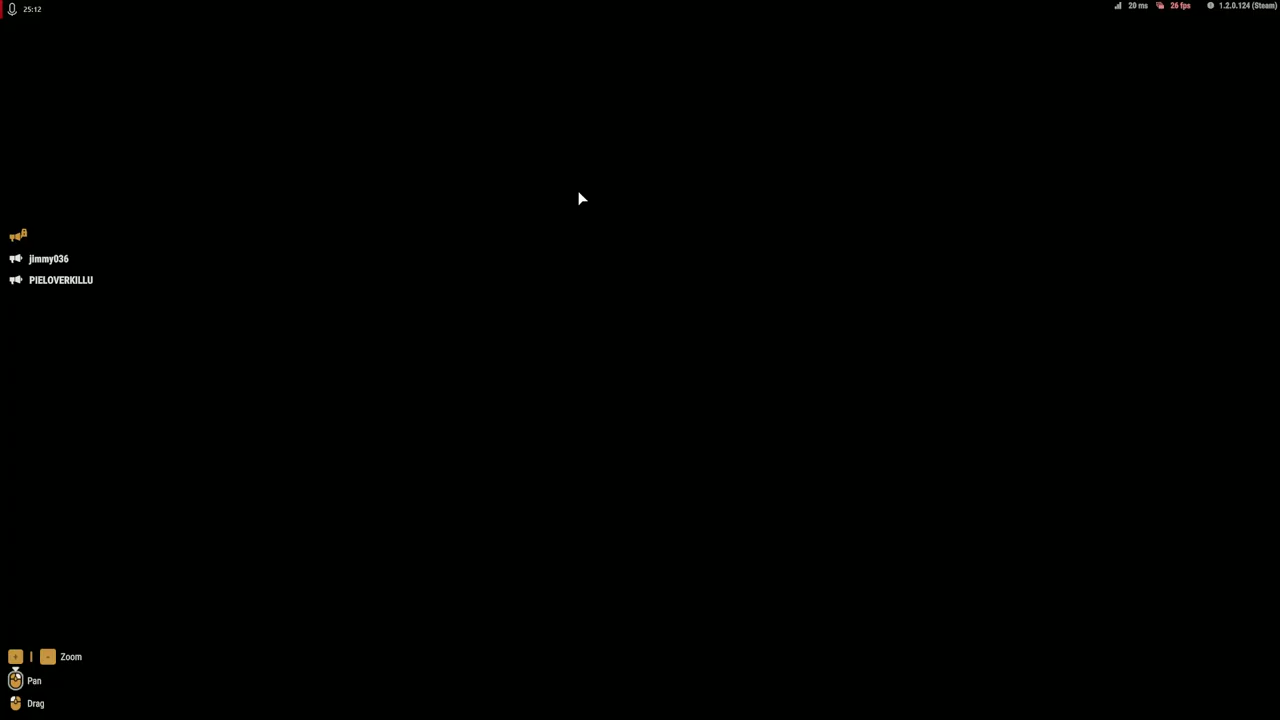 25:12
20 ms 26 fps 1.2.0.124 (Steam)
jimmy036
PIELOVERKILLU
+ | - Zoom
Pan
Drag